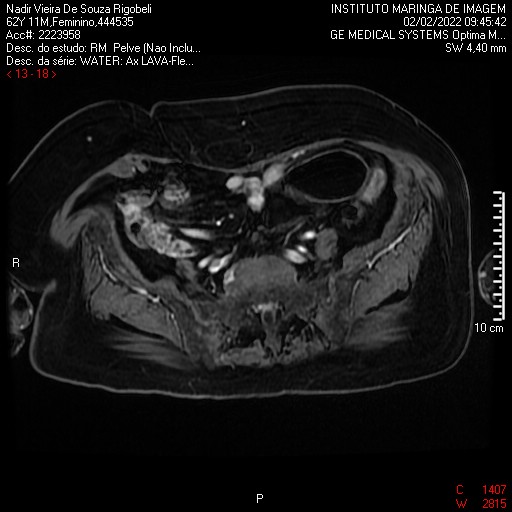 Nadir Vieira De Souza Rigobeli
INSTITUTO MARINGA DE IMAGEM
62Y 11M,Feminino,444535
02/02/2022 09:45:42
Acc#: 2223958
GE MEDICAL SYSTEMS Optima M...
Desc. do estudo: RM Pelve (Nao Inclu...
SW 4,40 mm
Desc. da série: WATER: Ax LAVA-Fle...
< 13 - 18 >
R
10 cm
P
C 1407
W 2815